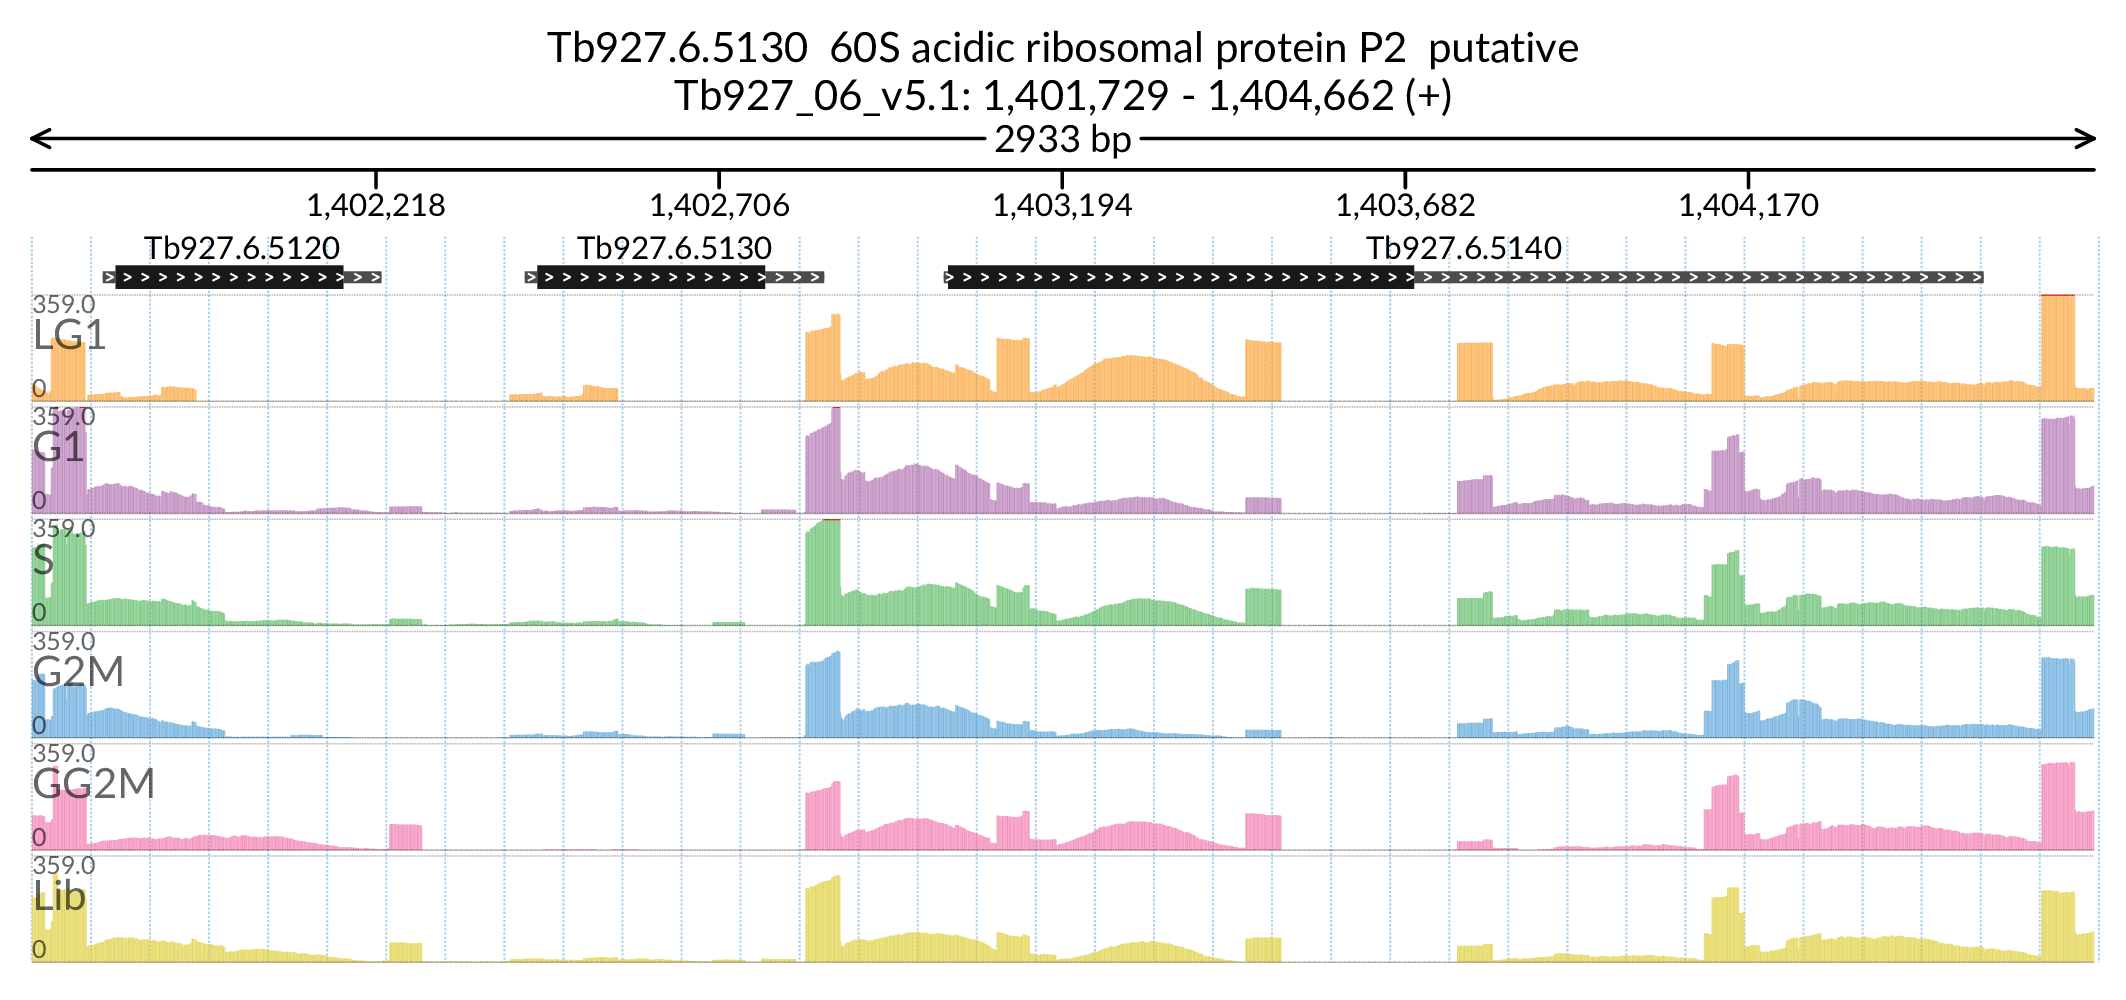 Tb927.6.5130  60S acidic ribosomal protein P2  putative
Tb927_06_v5.1: 1,401,729 - 1,404,662 (+)
2933 bp
1,402,218 1,402,706 1,403,194 1,403,682 1,404,170
Tb927.6.5120 Tb927.6.5130 Tb927.6.5140
359.0
LG1
0
359.0
G1
0
359.0
S
0
359.0
G2M
0
359.0
GG2M
0
359.0
Lib
0